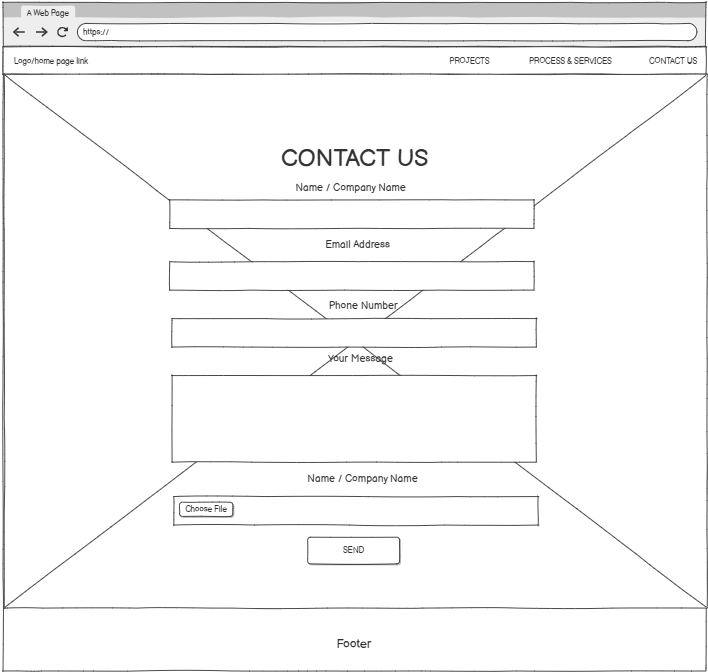 A Web Page
https://
Logo/home page link PROJECTS PROCESS & SERVICES CONTACT US
CONTACT US
Name / Company Name
Email Address
Phone Number
Your Message
Name / Company Name
Choose File
SEND
Footer